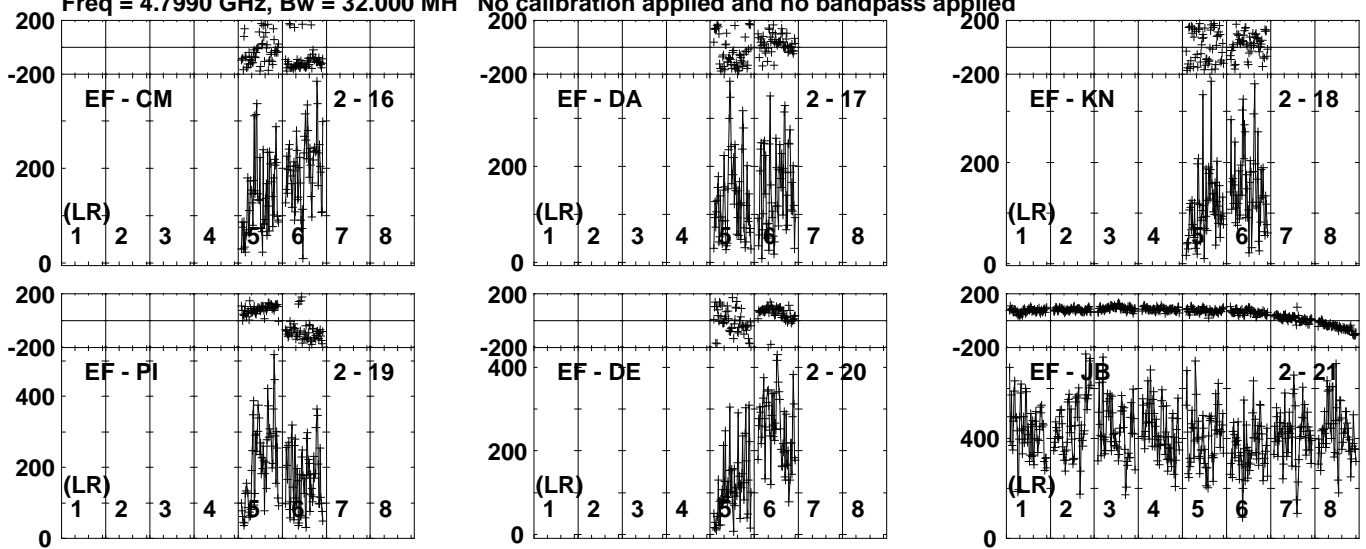 Freq = 4.7990 GHz, Bw = 32.000 MH No calibration applied and no bandpass applied
200
-200
EF - CM 2 - 16
200
(LR)
1 2 3 4 5 6 7 8
0
EF - DA 2 - 17
200
(LR)
1 2 3 4 5 6 7 8
0
200
-200
EF - KN 2 - 18
200
(LR)
1 2 3 4 5 6 7 8
0
200
-200
EF - PI 2 - 19
400
200
(LR)
1 2 3 4 5 6 7 8
0
EF - DE 2 - 20
400
200
(LR)
1 2 3 4 5 6 7 8
0
200
-200
EF - JB 2 - 21
400
(LR)
1 2 3 4 5 6 7 8
0